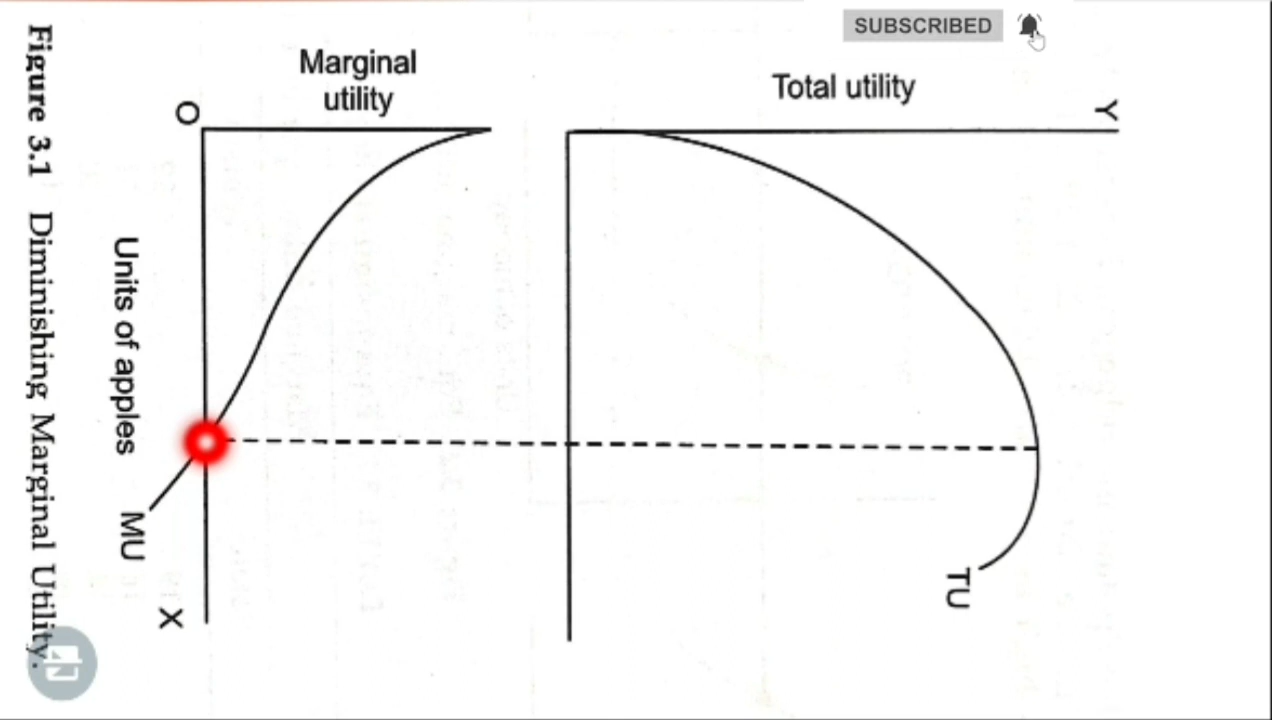 SUBSCRIBED
Y
Total utility
TU
Marginal
utility
O
Units of apples
MU
X
Figure 3.1 Diminishing Marginal Utility.